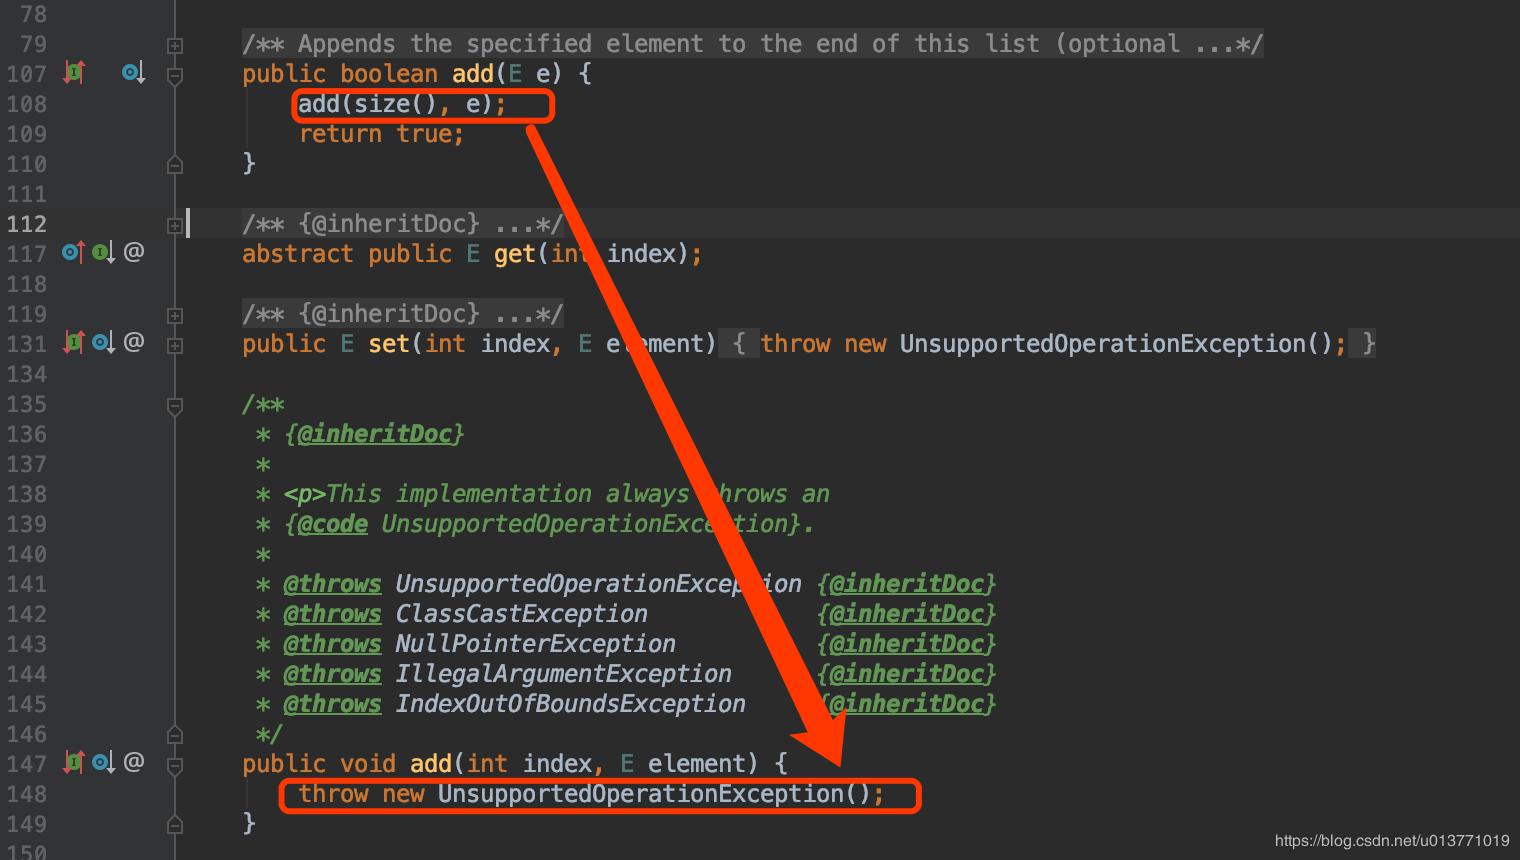 78
79 /** Appends the specified element to the end of this list (optional ...*/
107 public boolean add(E e) {
108 add(size(), e);
109 return true;
110 }
111
112 /** {@inheritDoc} ...*/
117 @ abstract public E get(int index);
118
119 /** {@inheritDoc} ...*/
131 @ public E set(int index, E element) { throw new UnsupportedOperationException(); }
134
135 /**
136 * {@inheritDoc}
137 *
138 * <p>This implementation always throws an
139 * {@code UnsupportedOperationException}.
140 *
141 * @throws UnsupportedOperationException {@inheritDoc}
142 * @throws ClassCastException {@inheritDoc}
143 * @throws NullPointerException {@inheritDoc}
144 * @throws IllegalArgumentException {@inheritDoc}
145 * @throws IndexOutOfBoundsException {@inheritDoc}
146 */
147 @ public void add(int index, E element) {
148 throw new UnsupportedOperationException();
149 }
150
https://blog.csdn.net/u013771019